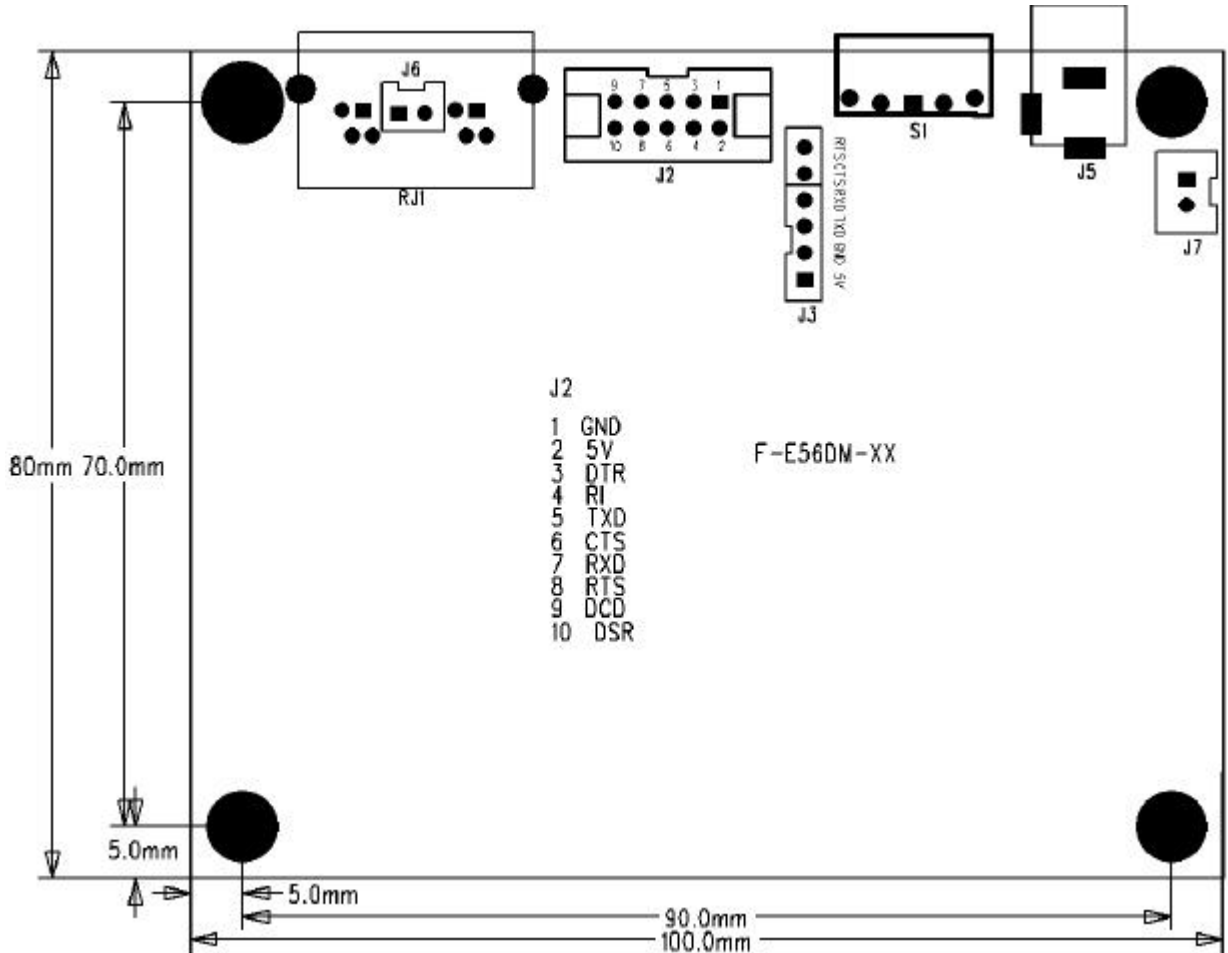 J6
9 7 5 3 1
10 8 6 4 2
J2
RJ1
S1
J5
J7
RTS CTS RXD TXD GND 5V
J3
J2
1 GND
2 5V
3 DTR
4 RI
5 TXD
6 CTS
7 RXD
8 RTS
9 DCD
10 DSR
F-E56DM-XX
80mm 70.0mm
5.0mm
5.0mm
90.0mm
100.0mm